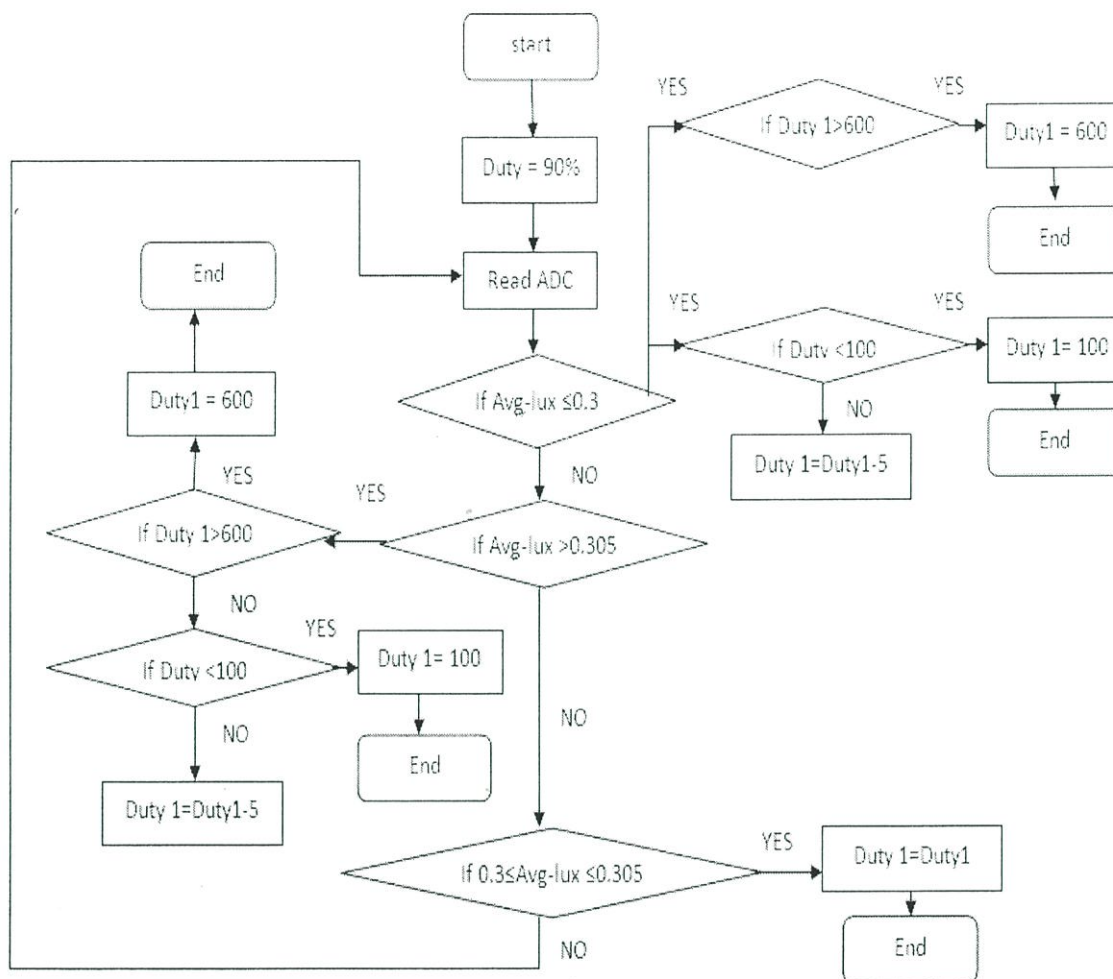 start
YES
If Duty 1>600
YES
Duty1 = 600
End
Duty = 90%
Read ADC
End
YES
If Duty <100
YES
Duty 1= 100
End
NO
Duty 1=Duty1-5
If Avg-lux ≤0.3
NO
Duty1 = 600
YES
If Duty 1>600
YES
If Avg-lux >0.305
NO
If Duty <100
YES
Duty 1= 100
End
NO
Duty 1=Duty1-5
NO
If 0.3≤Avg-lux ≤0.305
YES
Duty 1=Duty1
End
NO